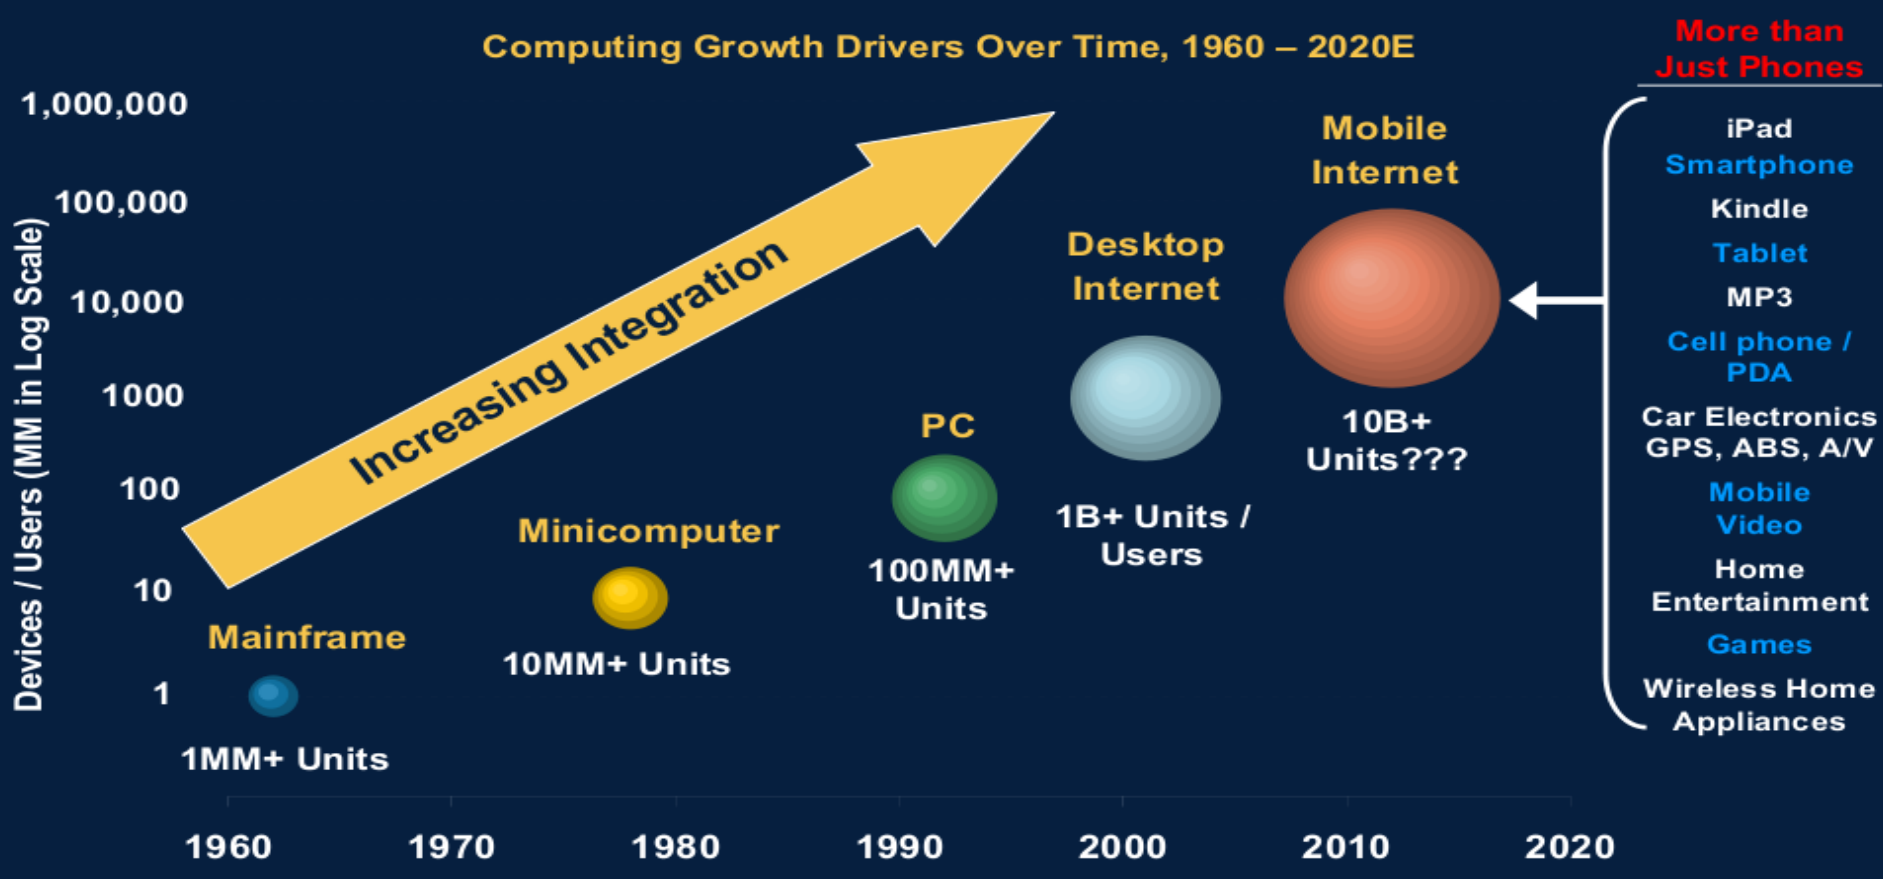 Computing Growth Drivers Over Time, 1960 – 2020E
More than
Just Phones
Devices / Users (MM in Log Scale)
1,000,000
100,000
10,000
1000
100
10
1
Increasing Integration
Mainframe
1MM+ Units
Minicomputer
10MM+ Units
PC
100MM+
Units
Desktop
Internet
1B+ Units /
Users
Mobile
Internet
10B+
Units???
iPad
Smartphone
Kindle
Tablet
MP3
Cell phone /
PDA
Car Electronics
GPS, ABS, A/V
Mobile
Video
Home
Entertainment
Games
Wireless Home
Appliances
1960
1970
1980
1990
2000
2010
2020